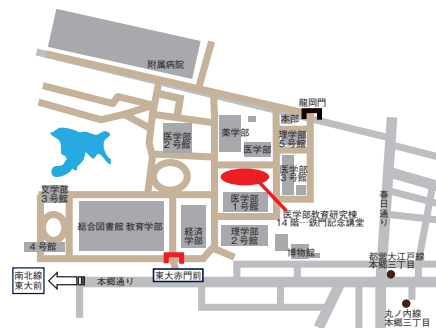 附属病院
龍岡門
本部
薬学部
医学部
2号館
理学部
5号館
医学部
医学部
3号館
文学部
3号館
医学部
1号館
春日通り
医学部教育研究棟
14階…鉄門記念講堂
総合図書館
教育学部
経済
学部
理学部
2号館
4号館
博物館
都営大江戸線
本郷三丁目
南北線
東大前
東大赤門前
本郷通り
丸ノ内線
本郷三丁目